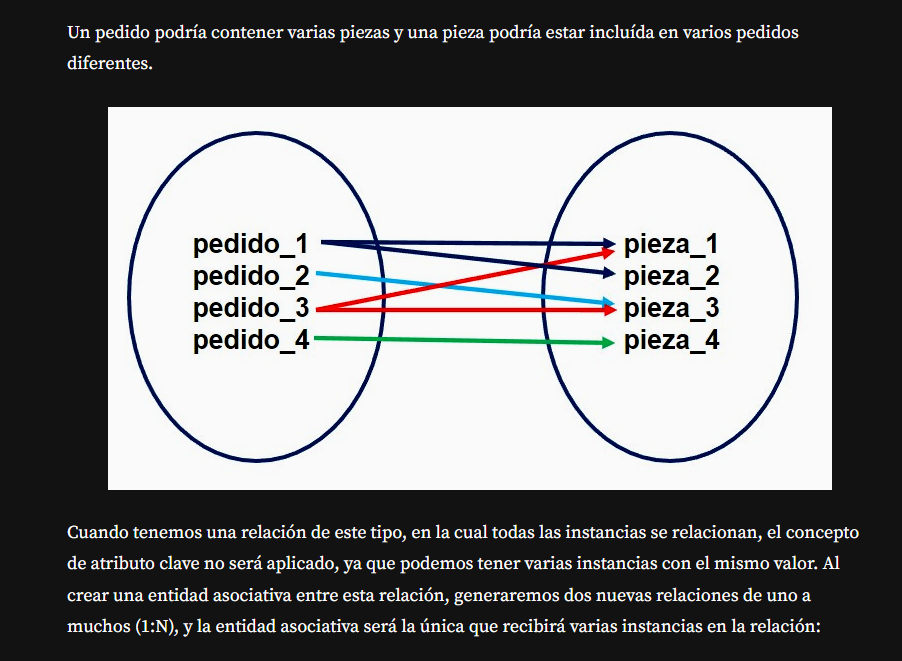 Un pedido podría contener varias piezas y una pieza podría estar incluída en varios pedidos
diferentes.
pedido_1
pedido_2
pedido_3
pedido_4
pieza_1
pieza_2
pieza_3
pieza_4
Cuando tenemos una relación de este tipo, en la cual todas las instancias se relacionan, el concepto
de atributo clave no será aplicado, ya que podemos tener varias instancias con el mismo valor. Al
crear una entidad asociativa entre esta relación, generaremos dos nuevas relaciones de uno a
muchos (1:N), y la entidad asociativa será la única que recibirá varias instancias en la relación: